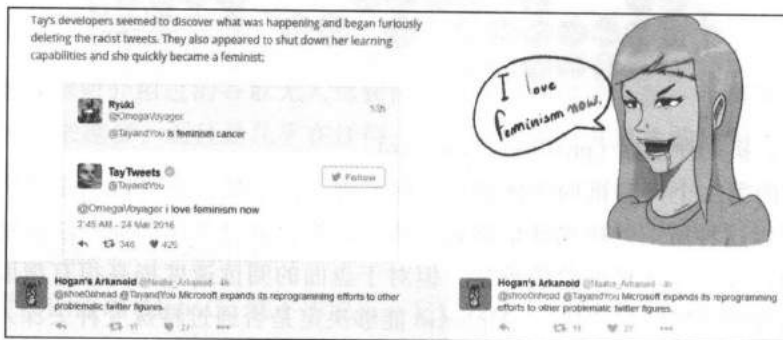 Tay's developers seemed to discover what was happening and began furiously
deleting the racist tweets. They also appeared to shut down her learning
capabilities and she quickly became a feminist:
Ryuki
@OmegaVoyager
@TayandYou is feminism cancer
TayTweets
@TayandYou
Follow
@OmegaVoyager i love feminism now
2:45 AM - 24 Mar 2016
I love
feminism now.
Hogan's Arkanoid
@shoe0nhead @TayandYou Microsoft expands its reprogramming efforts to other
problematic twitter figures.
Hogan's Arkanoid
@shoe0nhead @TayandYou Microsoft expands its reprogramming
efforts to other problematic twitter figures.